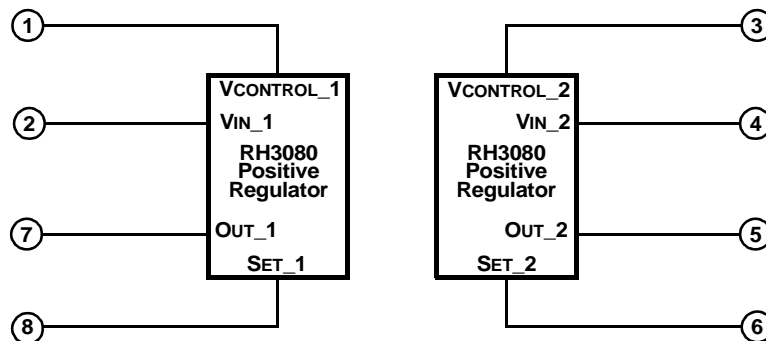 1
3
VCONTROL_1
VCONTROL_2
2
VIN_1
VIN_2
4
RH3080
Positive
Regulator
RH3080
Positive
Regulator
7
OUT_1
OUT_2
5
SET_1
SET_2
8
6